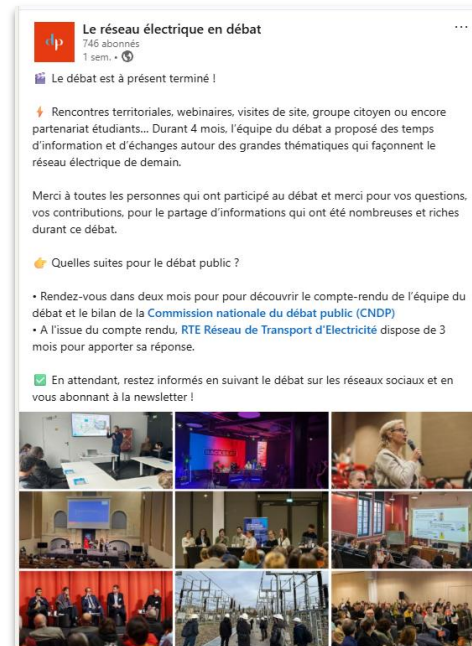 dp
Le réseau électrique en débat
746 abonnés
1 sem. •
Le débat est à présent terminé !
Rencontres territoriales, webinaires, visites de site, groupe citoyen ou encore
partenariat étudiants... Durant 4 mois, l'équipe du débat a proposé des temps
d'information et d'échanges autour des grandes thématiques qui façonnent le
réseau électrique de demain.
Merci à toutes les personnes qui ont participé au débat et merci pour vos questions,
vos contributions, pour le partage d'informations qui ont été nombreuses et riches
durant ce débat.
Quelles suites pour le débat public ?
• Rendez-vous dans deux mois pour pour découvrir le compte-rendu de l'équipe du
débat et le bilan de la Commission nationale du débat public (CNDP)
• A l'issue du compte rendu, RTE Réseau de Transport d'Electricité dispose de 3
mois pour apporter sa réponse.
En attendant, restez informés en suivant le débat sur les réseaux sociaux et en
vous abonnant à la newsletter !